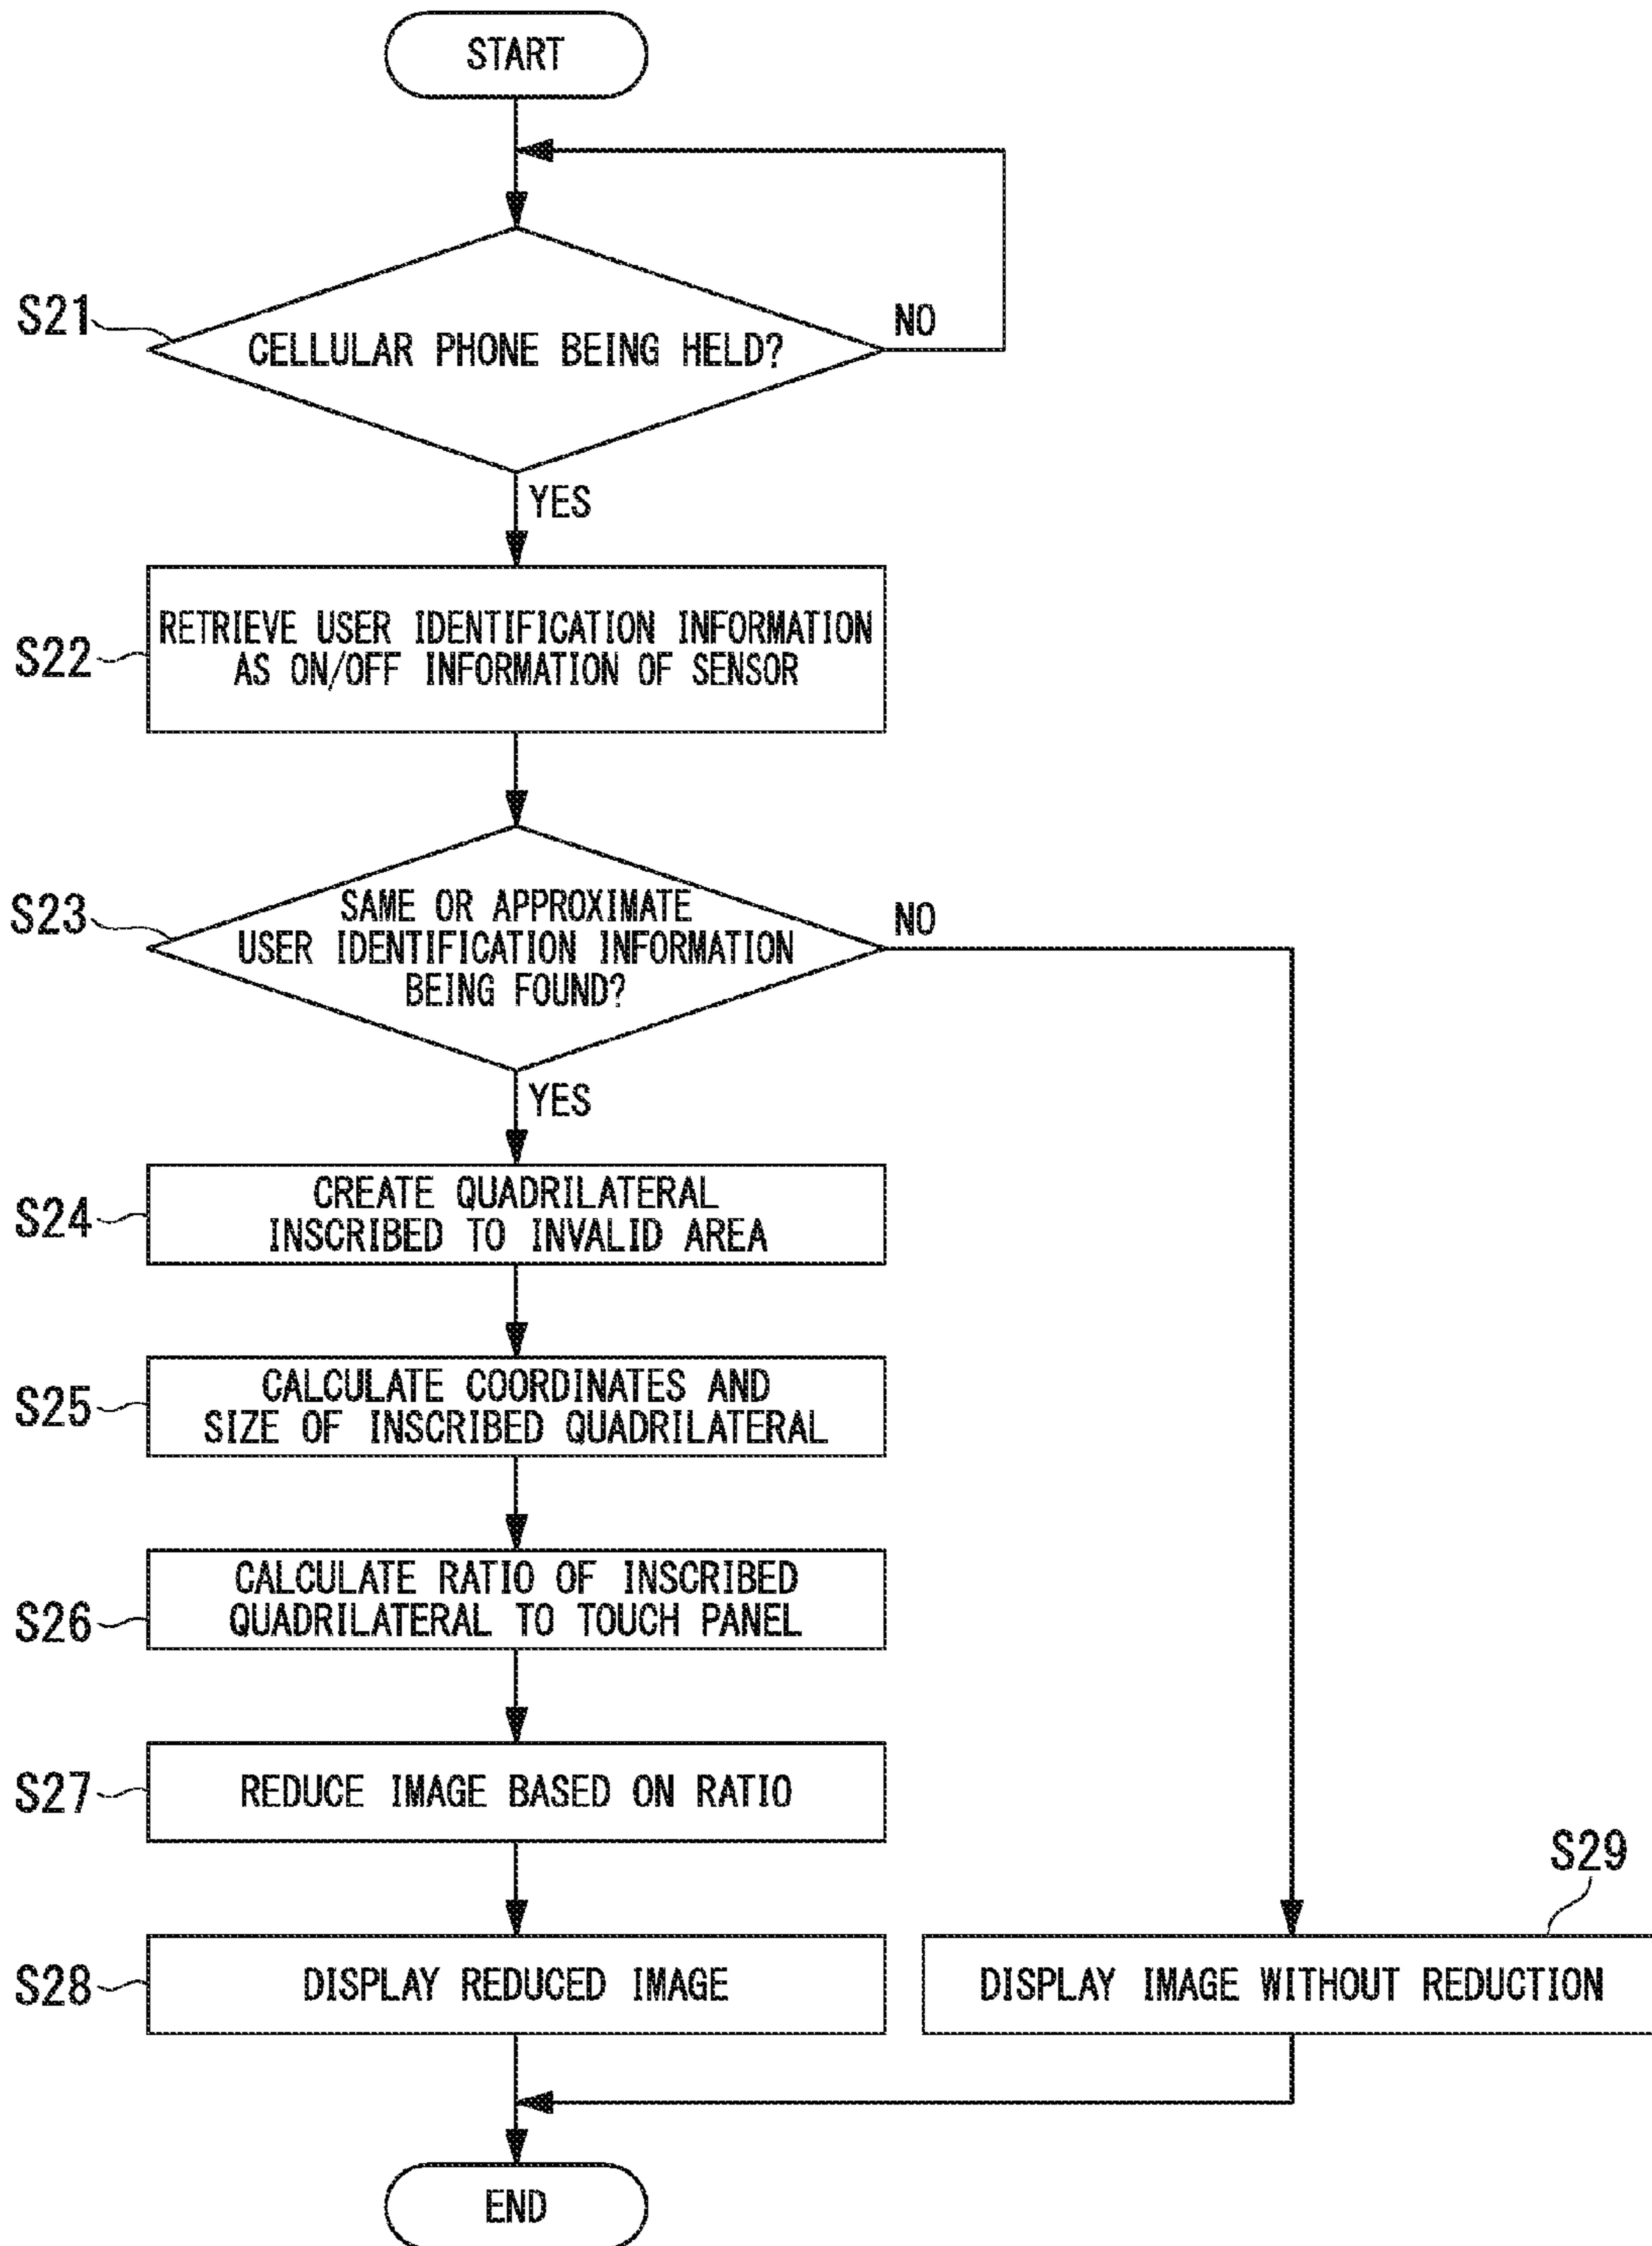 START
S21
CELLULAR PHONE BEING HELD?
NO
YES
S22
RETRIEVE USER IDENTIFICATION INFORMATION
AS ON/OFF INFORMATION OF SENSOR
S23
SAME OR APPROXIMATE
USER IDENTIFICATION INFORMATION
BEING FOUND?
NO
YES
S24
CREATE QUADRILATERAL
INSCRIBED TO INVALID AREA
S25
CALCULATE COORDINATES AND
SIZE OF INSCRIBED QUADRILATERAL
S26
CALCULATE RATIO OF INSCRIBED
QUADRILATERAL TO TOUCH PANEL
S27
REDUCE IMAGE BASED ON RATIO
S28
DISPLAY REDUCED IMAGE
S29
DISPLAY IMAGE WITHOUT REDUCTION
END